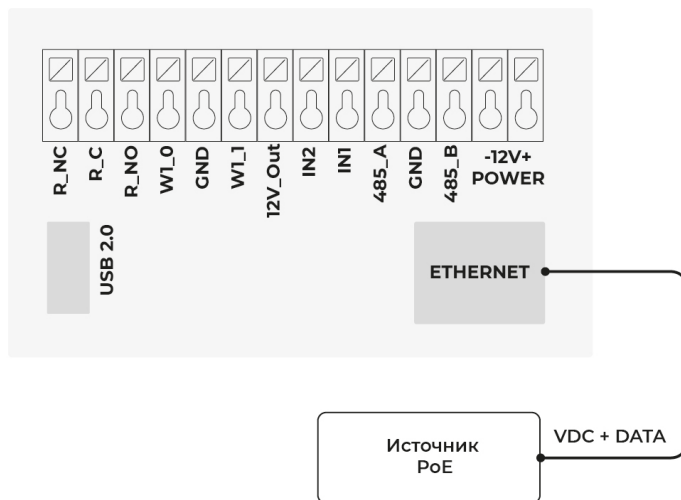 R_NC
R_C
R_NO
W1_0
GND
W1_1
12V_Out
IN2
IN1
485_A
GND
485_B
-12V+
POWER
USB 2.0
ETHERNET
VDC + DATA
Источник
PoE